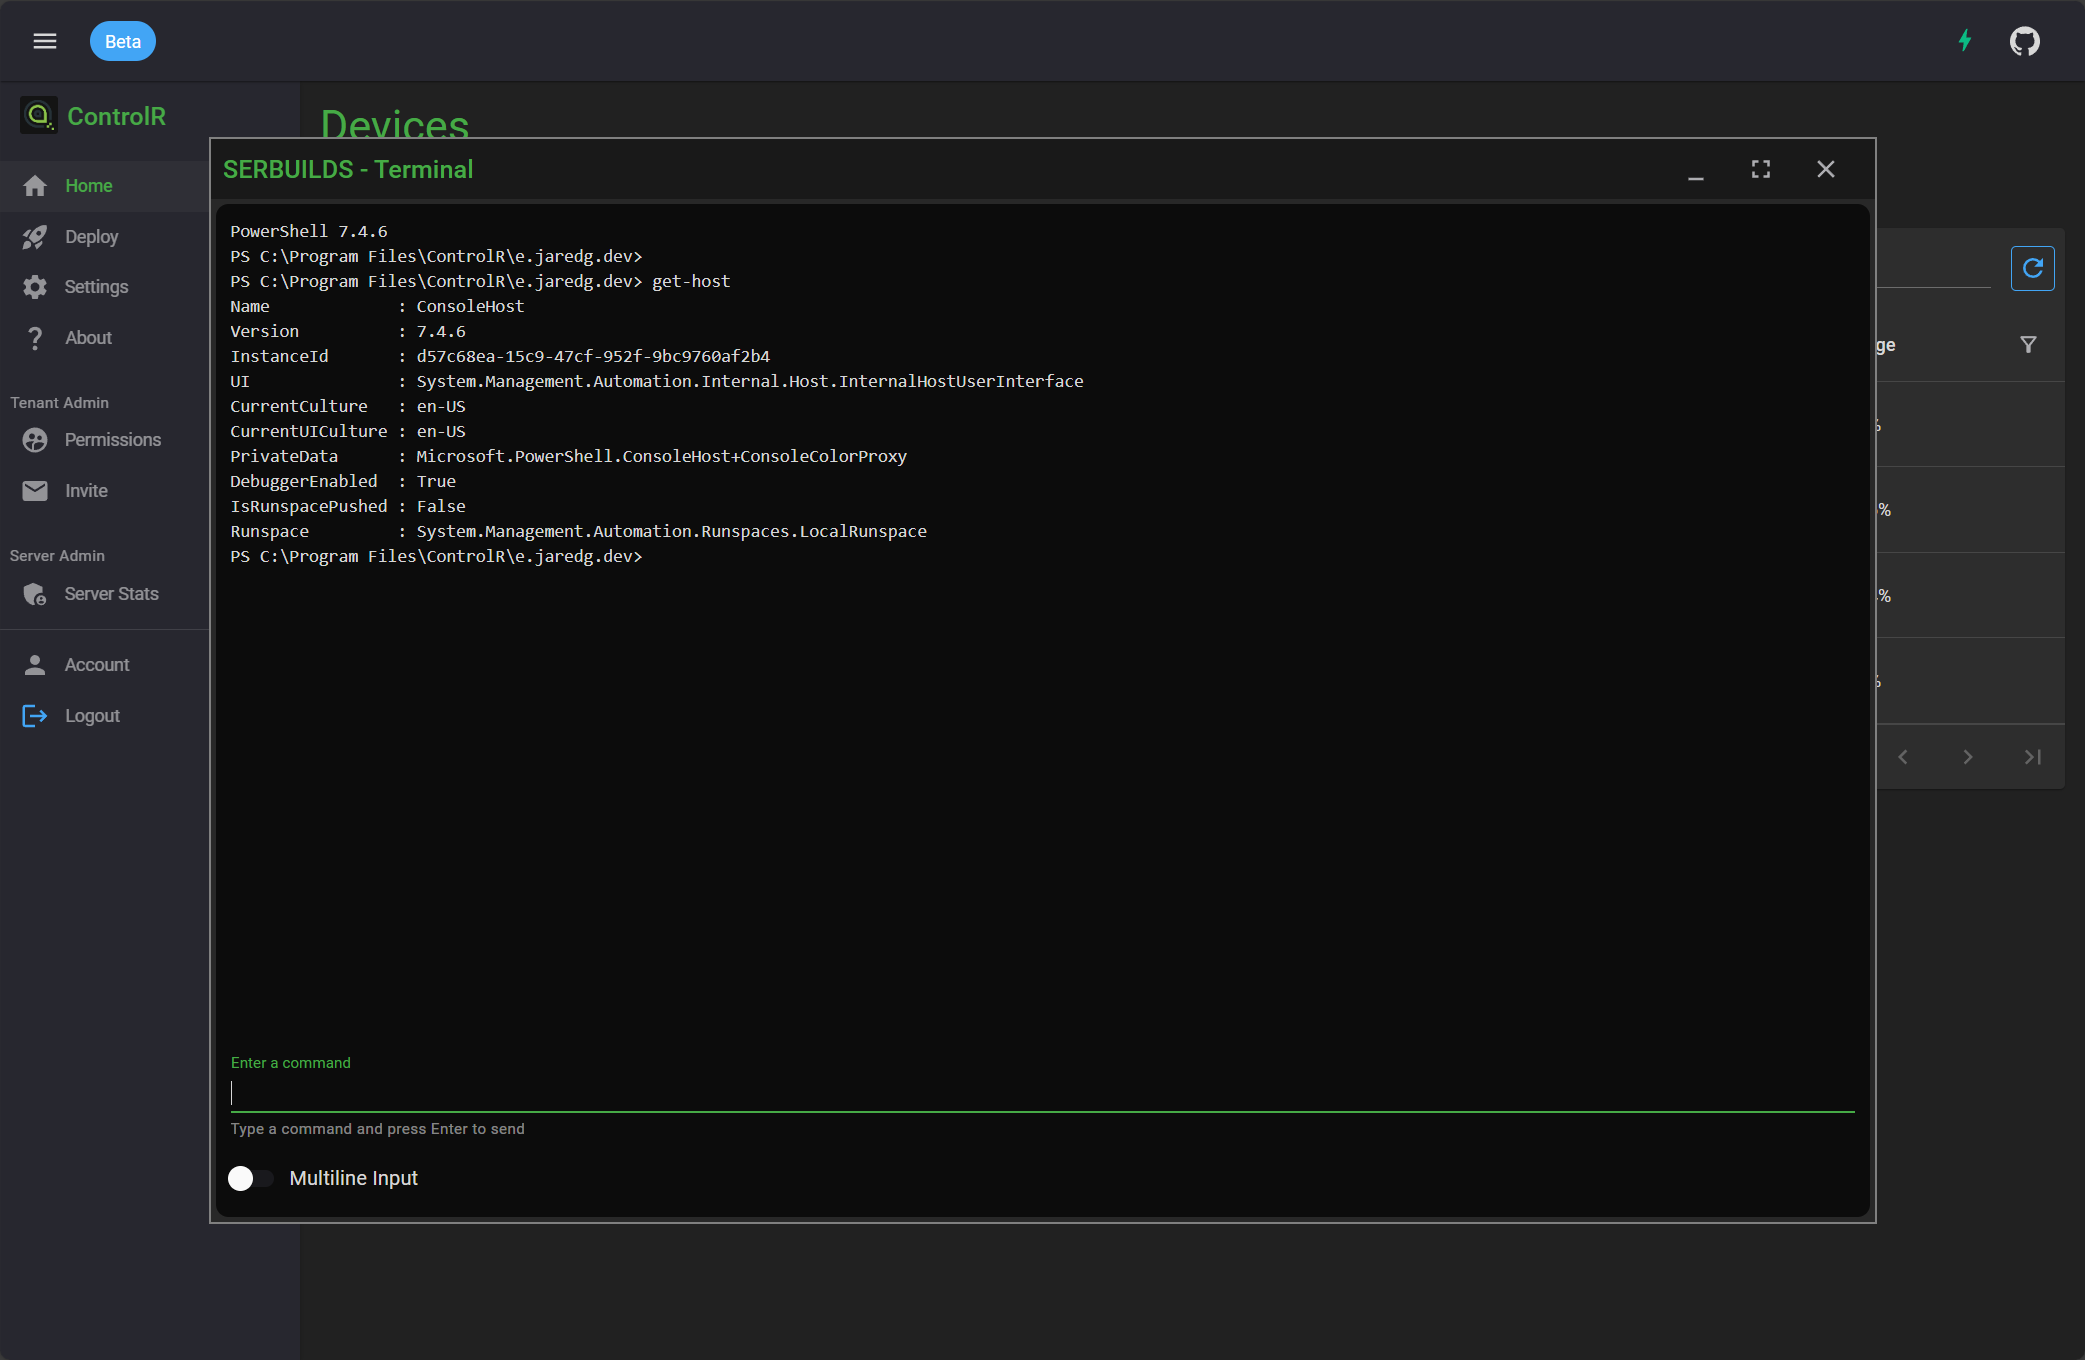 Beta
ControlR
Devices
Home
Deploy
Settings
About
Tenant Admin
Permissions
Invite
Server Admin
Server Stats
Account
Logout
SERBUILDS - Terminal
PowerShell 7.4.6
PS C:\Program Files\ControlR\e.jaredg.dev>
PS C:\Program Files\ControlR\e.jaredg.dev> get-host
Name             : ConsoleHost
Version          : 7.4.6
InstanceId       : d57c68ea-15c9-47cf-952f-9bc9760af2b4
UI               : System.Management.Automation.Internal.Host.InternalHostUserInterface
CurrentCulture   : en-US
CurrentUICulture : en-US
PrivateData      : Microsoft.PowerShell.ConsoleHost+ConsoleColorProxy
DebuggerEnabled  : True
IsRunspacePushed : False
Runspace         : System.Management.Automation.Runspaces.LocalRunspace
PS C:\Program Files\ControlR\e.jaredg.dev>
Enter a command
Type a command and press Enter to send
Multiline Input
ge
%
%
%
%